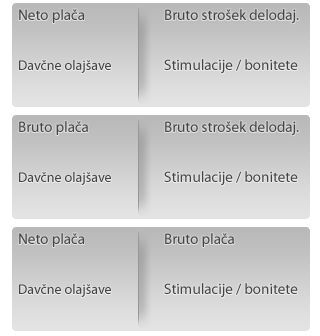 Neto plača Bruto strošek delodaj.
Davčne olajšave Stimulacije / bonitete
Bruto plača Bruto strošek delodaj.
Davčne olajšave Stimulacije / bonitete
Neto plača Bruto plača
Davčne olajšave Stimulacije / bonitete